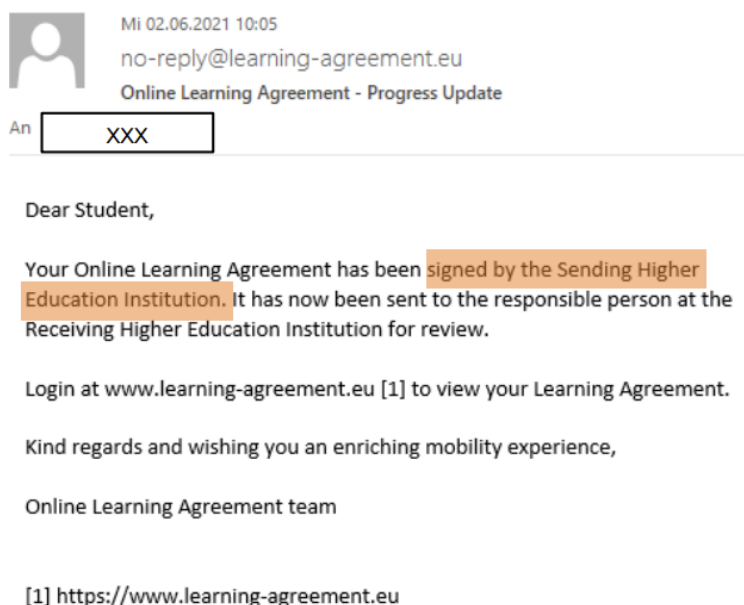 Mi 02.06.2021 10:05
no-reply@learning-agreement.eu
Online Learning Agreement - Progress Update
An XXX
Dear Student,
Your Online Learning Agreement has been signed by the Sending Higher
Education Institution. It has now been sent to the responsible person at the
Receiving Higher Education Institution for review.
Login at www.learning-agreement.eu [1] to view your Learning Agreement.
Kind regards and wishing you an enriching mobility experience,
Online Learning Agreement team
[1] https://www.learning-agreement.eu